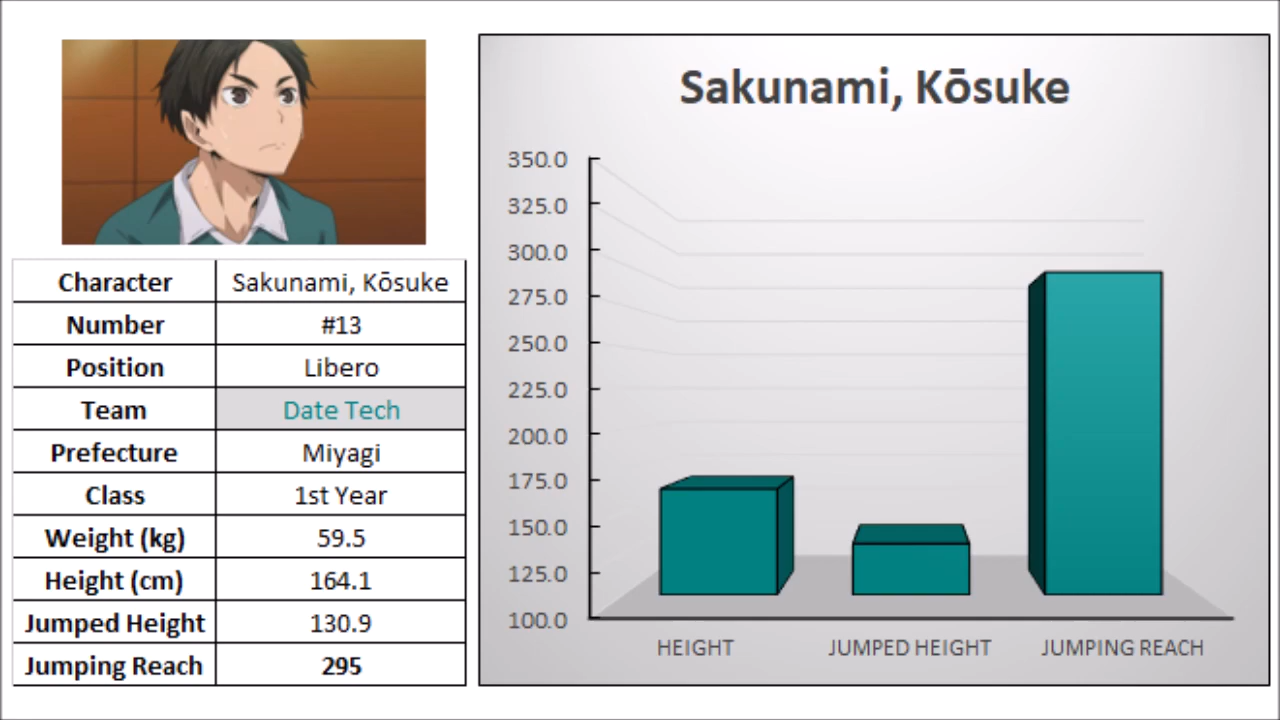 Character Sakunami, Kōsuke
Number #13
Position Libero
Team Date Tech
Prefecture Miyagi
Class 1st Year
Weight (kg) 59.5
Height (cm) 164.1
Jumped Height 130.9
Jumping Reach 295
Sakunami, Kōsuke
350.0
325.0
300.0
275.0
250.0
225.0
200.0
175.0
150.0
125.0
100.0
HEIGHT JUMPED HEIGHT JUMPING REACH